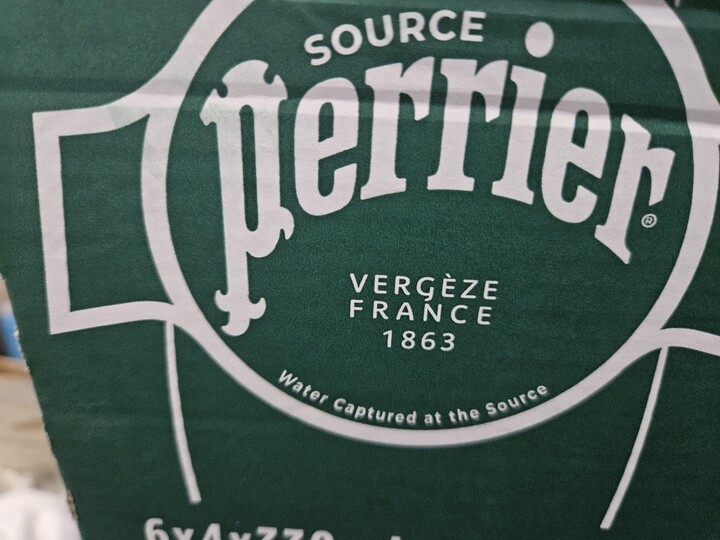 SOURCE
perrier®
VERGÈZE
FRANCE
1863
Water Captured at the Source